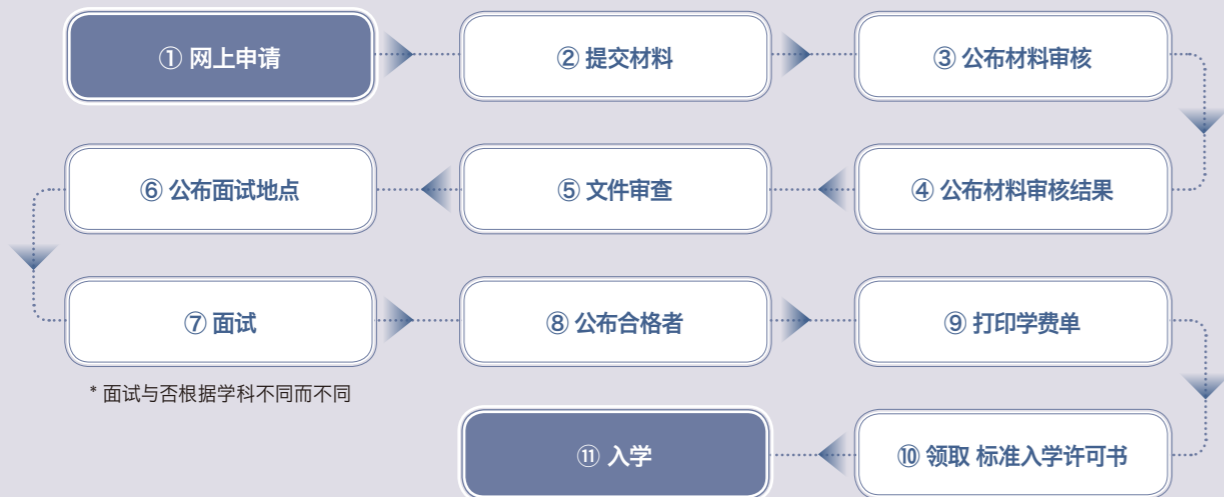 ① 网上申请
② 提交材料
③ 公布材料审核
④ 公布材料审核结果
⑤ 文件审查
⑥ 公布面试地点
⑦ 面试
⑧ 公布合格者
⑨ 打印学费单
* 面试与否根据学科不同而不同
⑩ 领取 标准入学许可书
⑪ 入学